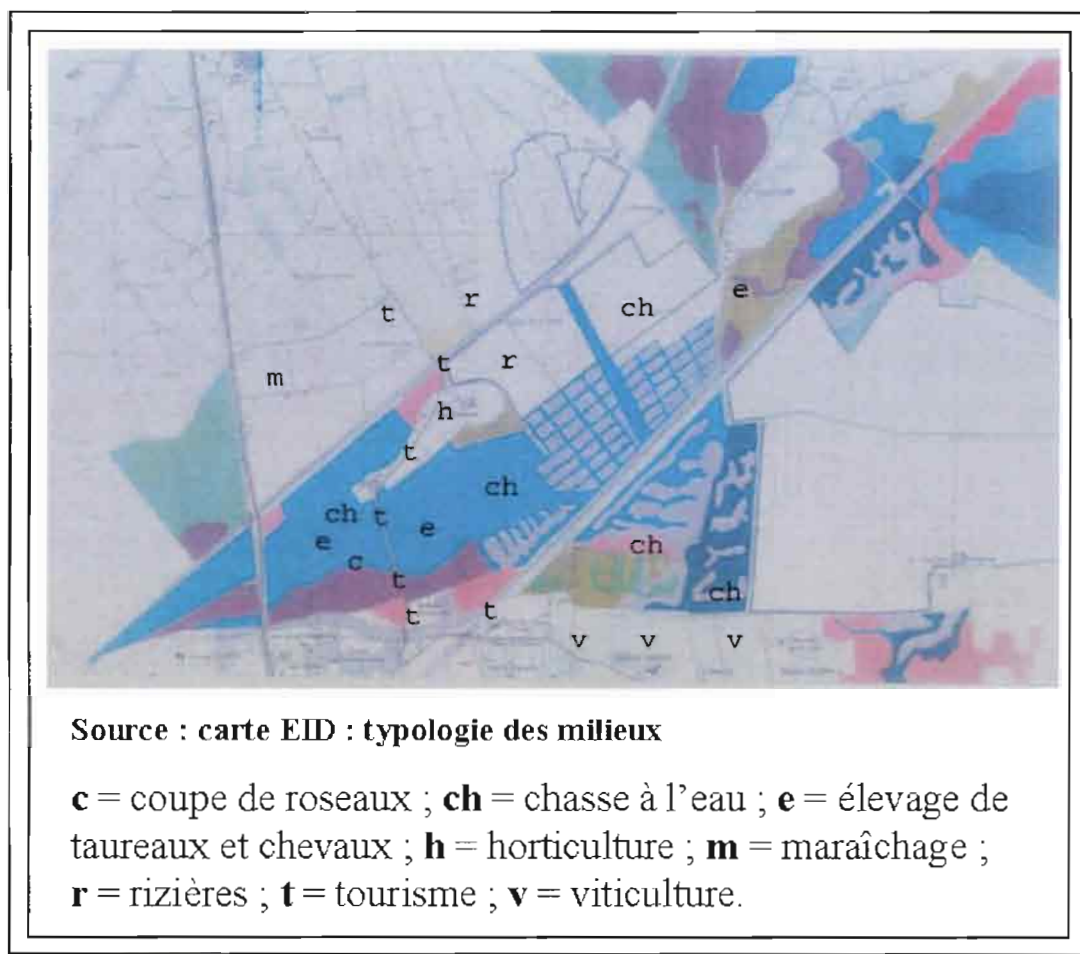 ch
r
e
t
t
r
m
h
t
ch
ch
t
e
e
c
ch
t
ch
t
t
v
v
v
Source : carte EID : typologie des milieux
c = coupe de roseaux ; ch = chasse à l'eau ; e = élevage de
taureaux et chevaux ; h = horticulture ; m = maraîchage ;
r = rizières ; t = tourisme ; v = viticulture.